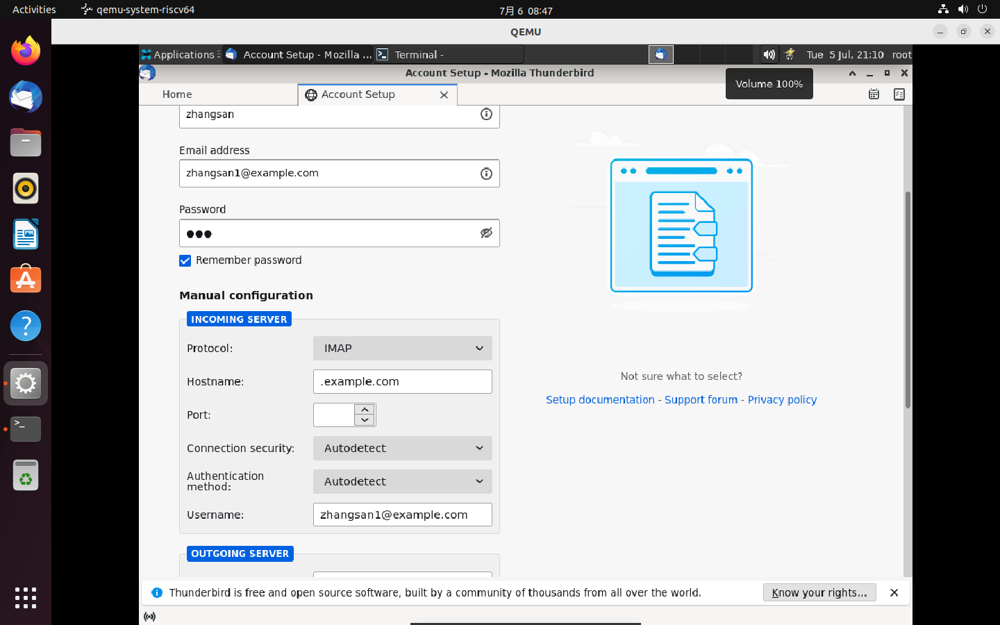 Activities
qemu-system-riscv64
7月 6 08:47
QEMU
Applications
Account Setup - Mozilla ...
Terminal -
Tue 5 Jul, 21:10
root
Account Setup - Mozilla Thunderbird
Volume 100%
Home
Account Setup
zhangsan
Email address
zhangsan1@example.com
Password
Remember password
Manual configuration
INCOMING SERVER
Protocol:
IMAP
Hostname:
.example.com
Port:
Connection security:
Autodetect
Authentication
method:
Autodetect
Username:
zhangsan1@example.com
OUTGOING SERVER
Not sure what to select?
Setup documentation - Support forum - Privacy policy
Thunderbird is free and open source software, built by a community of thousands from all over the world.
Know your rights...